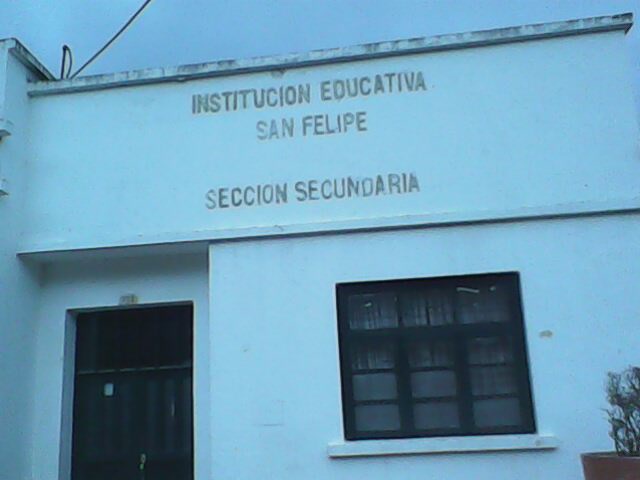 INSTITUCION EDUCATIVA
SAN FELIPE
SECCION SECUNDARIA